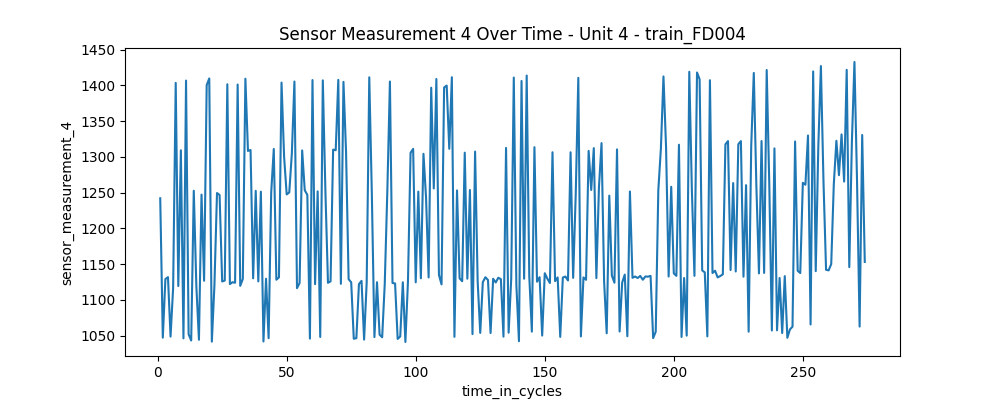 Sensor Measurement 4 Over Time - Unit 4 - train_FD004
1450
1400
1350
1300
1250
1200
1150
1100
1050
sensor_measurement_4
0 50 100 150 200 250
time_in_cycles